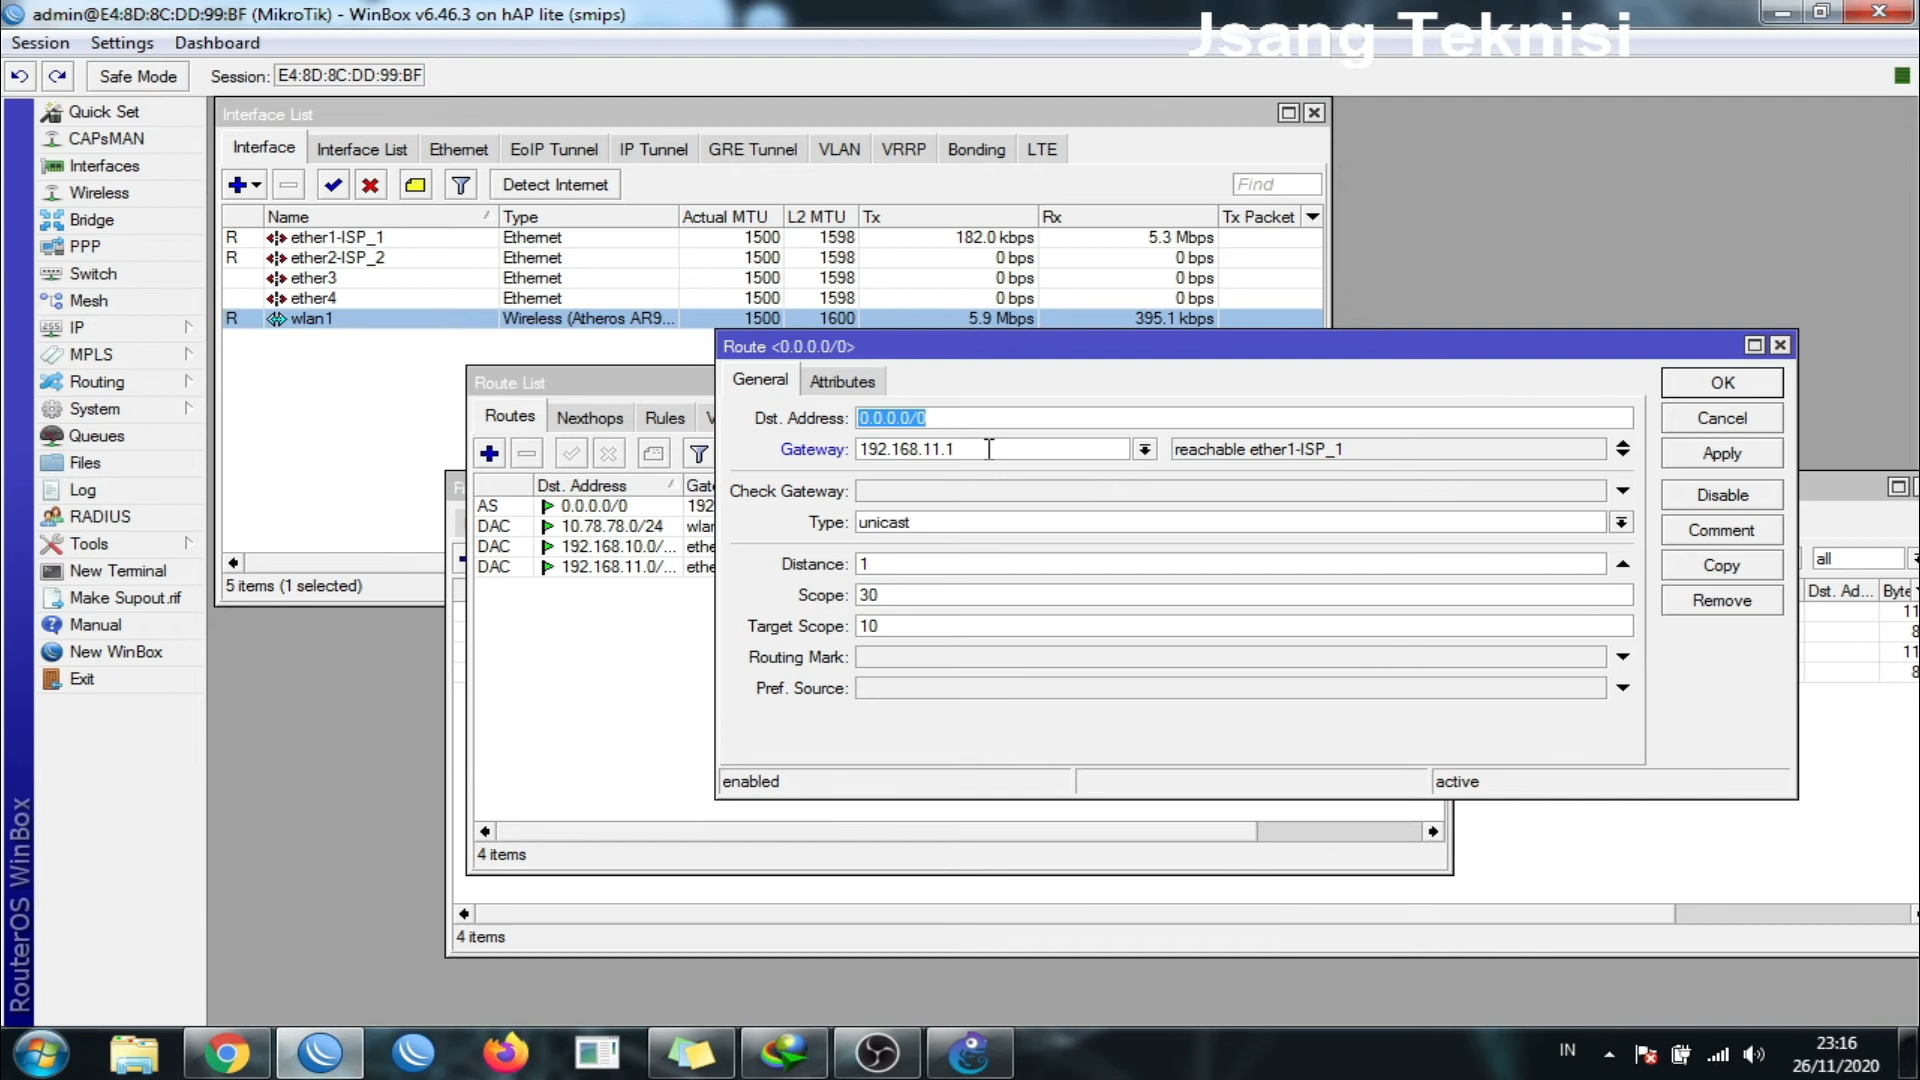 admin@E4:8D:8C:DD:99:BF (MikroTik) - WinBox v6.46.3 on hAP lite (smips)
Jsang Teknisi
Session Settings Dashboard
Safe Mode Session: E4:8D:8C:DD:99:BF
Quick Set
CAPsMAN
Interfaces
Wireless
Bridge
PPP
Switch
Mesh
IP
MPLS
Routing
System
Queues
Files
Log
RADIUS
Tools
New Terminal
Make Supout.rif
Manual
New WinBox
Exit
RouterOS WinBox
Interface List
Interface Interface List Ethernet EoIP Tunnel IP Tunnel GRE Tunnel VLAN VRRP Bonding LTE
Detect Internet Find
Name Type Actual MTU L2 MTU Tx Rx Tx Packet
R ether1-ISP_1 Ethernet 1500 1598 182.0 kbps 5.3 Mbps
R ether2-ISP_2 Ethernet 1500 1598 0 bps 0 bps
ether3 Ethernet 1500 1598 0 bps 0 bps
ether4 Ethernet 1500 1598 0 bps 0 bps
R wlan1 Wireless (Atheros AR9... 1500 1600 5.9 Mbps 395.1 kbps
5 items (1 selected)
Route List
Routes Nexthops Rules V
Dst. Address Gate
AS 0.0.0.0/0 192
DAC 10.78.78.0/24 wlan
DAC 192.168.10.0/... ethe
DAC 192.168.11.0/... ethe
4 items
Route <0.0.0.0/0>
General Attributes
Dst. Address: 0.0.0.0/0
Gateway: 192.168.11.1 reachable ether1-ISP_1
Check Gateway:
Type: unicast
Distance: 1
Scope: 30
Target Scope: 10
Routing Mark:
Pref. Source:
enabled active
OK
Cancel
Apply
Disable
Comment
Copy
Remove
all
Dst. Ad... Byte
11
8
11
8
4 items
IN
23:16
26/11/2020